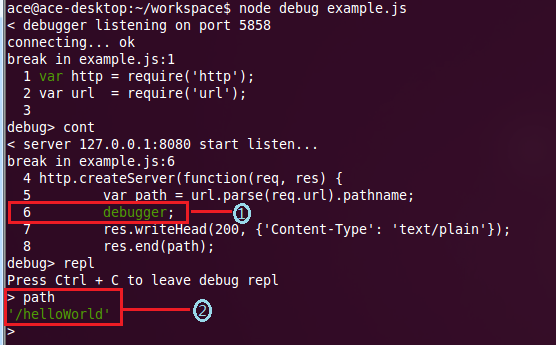 ace@ace-desktop:~/workspace$ node debug example.js
< debugger listening on port 5858
connecting... ok
break in example.js:1
  1 var http = require('http');
  2 var url  = require('url');
  3
debug> cont
< server 127.0.0.1:8080 start listen...
break in example.js:6
  4 http.createServer(function(req, res) {
  5         var path = url.parse(req.url).pathname;
  6         debugger; 1
  7         res.writeHead(200, {'Content-Type': 'text/plain'});
  8         res.end(path);
debug> repl
Press Ctrl + C to leave debug repl
> path
'/helloWorld' 2
>